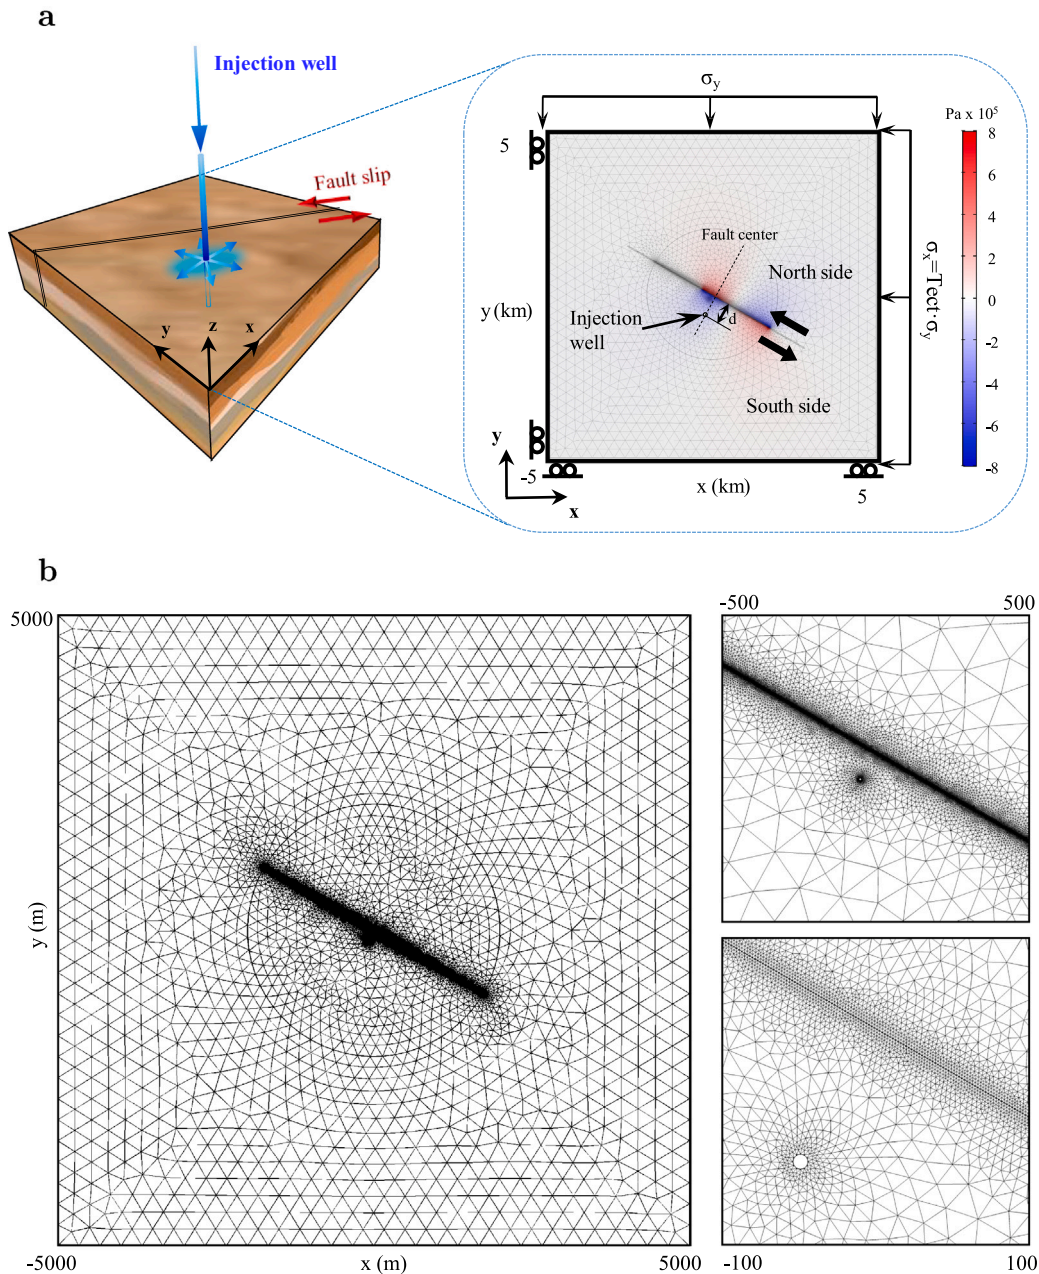 a
Injection well
Fault slip
y
z
x
σy
Pa x 10⁵
5
8
6
4
2
0
-2
-4
-6
-8
Fault center
North side
σx=Tect·σy
y (km)
Injection
well
d
South side
y
-5
x (km)
5
x
b
5000
-500
500
y (m)
-5000
x (m)
5000
-100
100